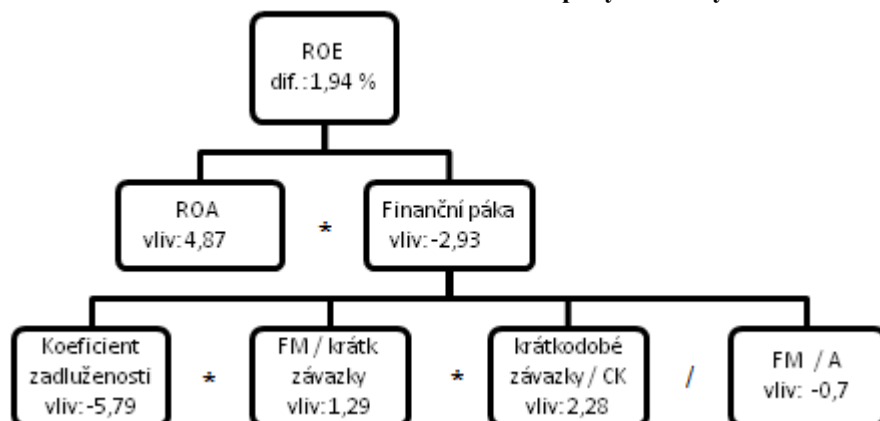 ROE
dif.:1,94 %
ROA
vliv:4,87
*
Finanční páka
vliv:-2,93
Koeficient
zadluženosti
vliv:-5,79
*
FM / krátk
závazky
vliv:1,29
*
krátkodobé
závazky / CK
vliv:2,28
/
FM / A
vliv: -0,7